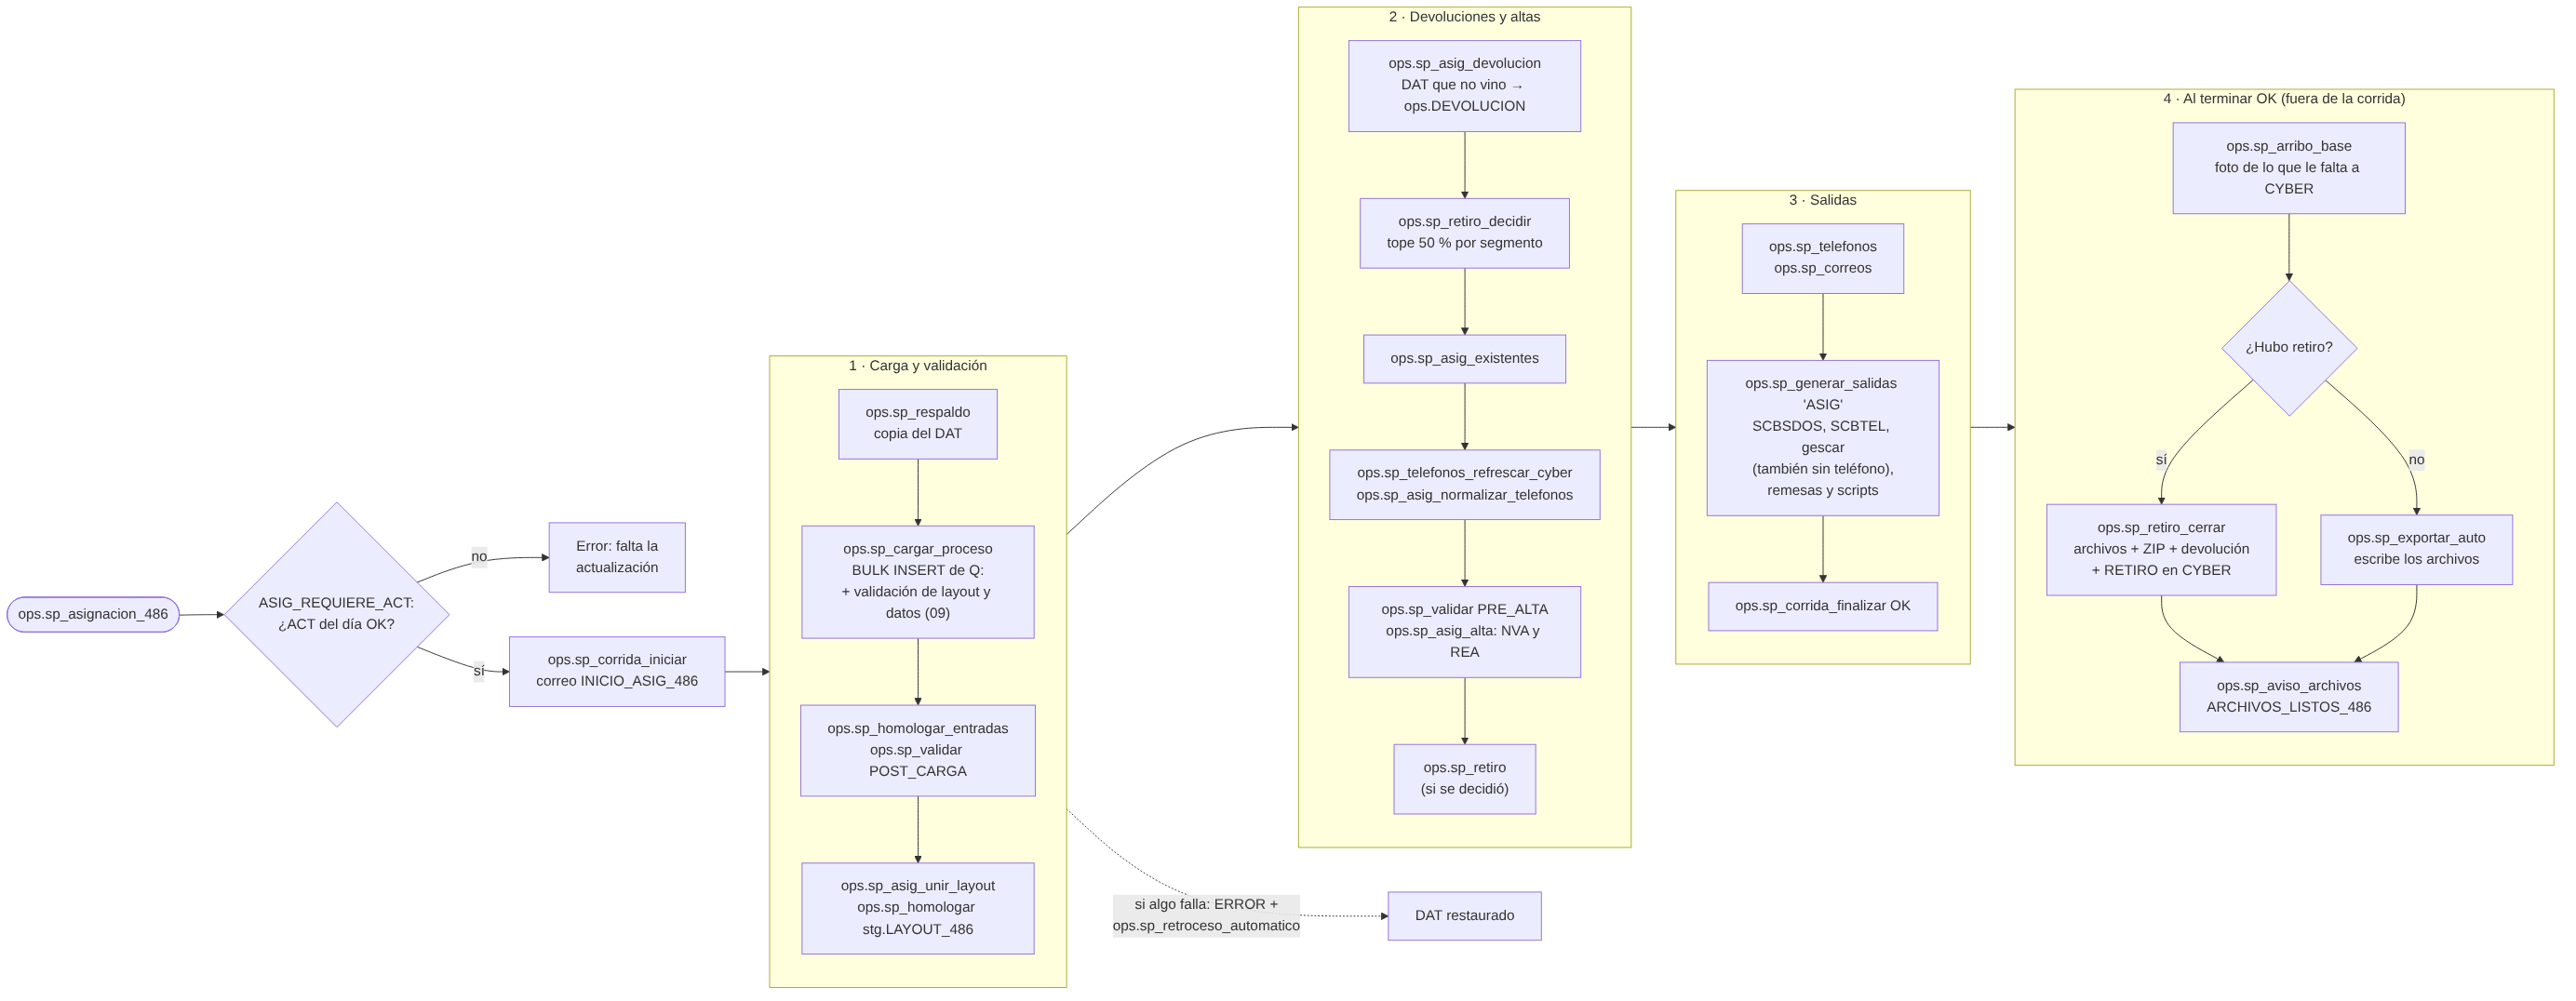 ops.sp_asignacion_486
ASIG_REQUIERE_ACT:
¿ACT del día OK?
no
Error: falta la
actualización
sí
ops.sp_corrida_iniciar
correo INICIO_ASIG_486
1 · Carga y validación
ops.sp_respaldo
copia del DAT
ops.sp_cargar_proceso
BULK INSERT de Q:
+ validación de layout y
datos (09)
ops.sp_homologar_entradas
ops.sp_validar
POST_CARGA
ops.sp_asig_unir_layout
ops.sp_homologar
stg.LAYOUT_486
si algo falla: ERROR +
ops.sp_retroceso_automatico
DAT restaurado
2 · Devoluciones y altas
ops.sp_asig_devolucion
DAT que no vino →
ops.DEVOLUCION
ops.sp_retiro_decidir
tope 50 % por segmento
ops.sp_asig_existentes
ops.sp_telefonos_refrescar_cyber
ops.sp_asig_normalizar_telefonos
ops.sp_validar PRE_ALTA
ops.sp_asig_alta: NVA y
REA
ops.sp_retiro
(si se decidió)
3 · Salidas
ops.sp_telefonos
ops.sp_correos
ops.sp_generar_salidas
'ASIG'
SCBSDOS, SCBTEL,
gescar
(también sin teléfono),
remesas y scripts
ops.sp_corrida_finalizar OK
4 · Al terminar OK (fuera de la corrida)
ops.sp_arribo_base
foto de lo que le falta a
CYBER
¿Hubo retiro?
sí
no
ops.sp_retiro_cerrar
archivos + ZIP + devolución
+ RETIRO en CYBER
ops.sp_exportar_auto
escribe los archivos
ops.sp_aviso_archivos
ARCHIVOS_LISTOS_486